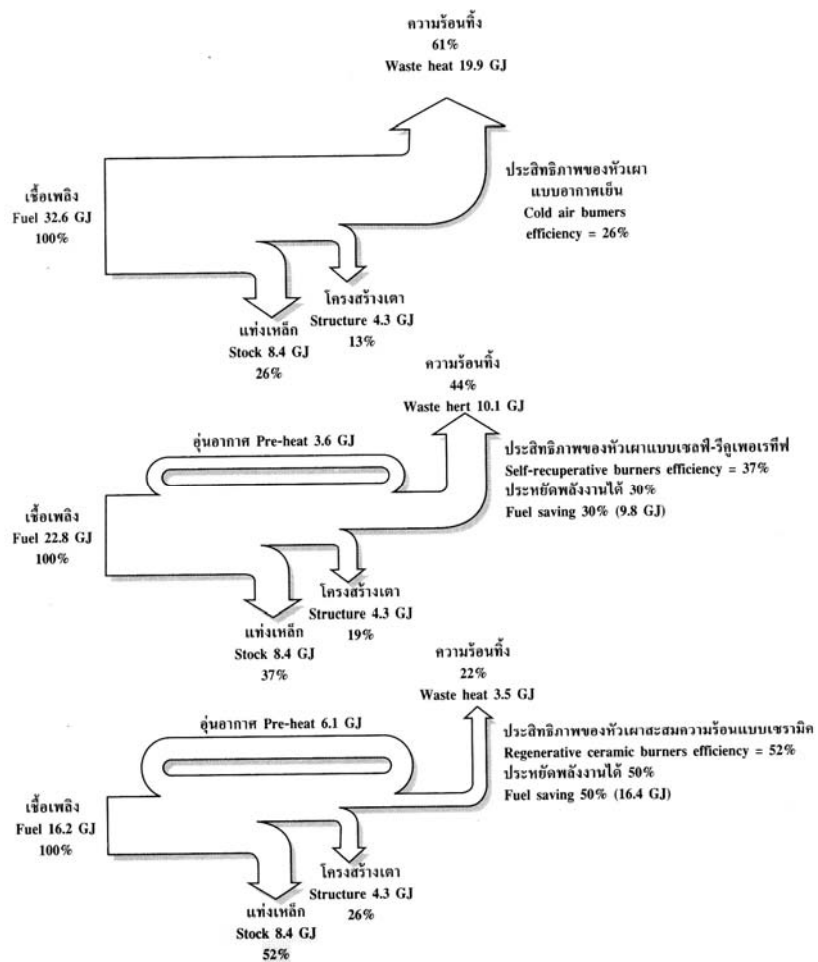 ความร้อนทิ้ง
61%
Waste heat 19.9 GJ
เชื้อเพลิง
Fuel 32.6 GJ
100%
ประสิทธิภาพของหัวเผา
แบบอากาศเย็น
Cold air bumers
efficiency = 26%
โครงสร้างเตา
Structure 4.3 GJ
13%
แท่งเหล็ก
Stock 8.4 GJ
26%
ความร้อนทิ้ง
44%
Waste hert 10.1 GJ
อุ่นอากาศ Pre-heat 3.6 GJ
ประสิทธิภาพของหัวเผาแบบเซลฟ์-รีคูเพอเรทีฟ
Self-recuperative burners efficiency = 37%
ประหยัดพลังงานได้ 30%
Fuel saving 30% (9.8 GJ)
เชื้อเพลิง
Fuel 22.8 GJ
100%
โครงสร้างเตา
Structure 4.3 GJ
19%
แท่งเหล็ก
Stock 8.4 GJ
37%
ความร้อนทิ้ง
22%
Waste heat 3.5 GJ
อุ่นอากาศ Pre-heat 6.1 GJ
ประสิทธิภาพของหัวเผาสะสมความร้อนแบบเซรามิค
Regenerative ceramic burners efficiency = 52%
ประหยัดพลังงานได้ 50%
Fuel saving 50% (16.4 GJ)
เชื้อเพลิง
Fuel 16.2 GJ
100%
โครงสร้างเตา
Structure 4.3 GJ
26%
แท่งเหล็ก
Stock 8.4 GJ
52%